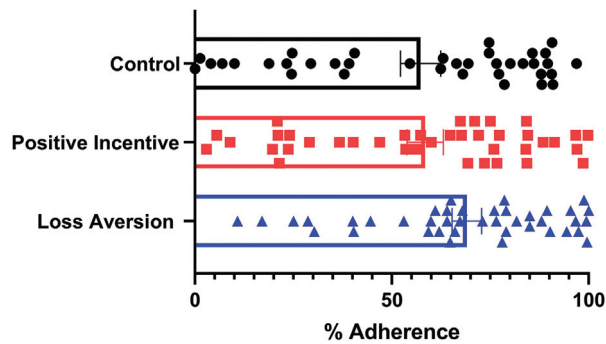 Control
Positive Incentive
Loss Aversion
0 50 100
% Adherence